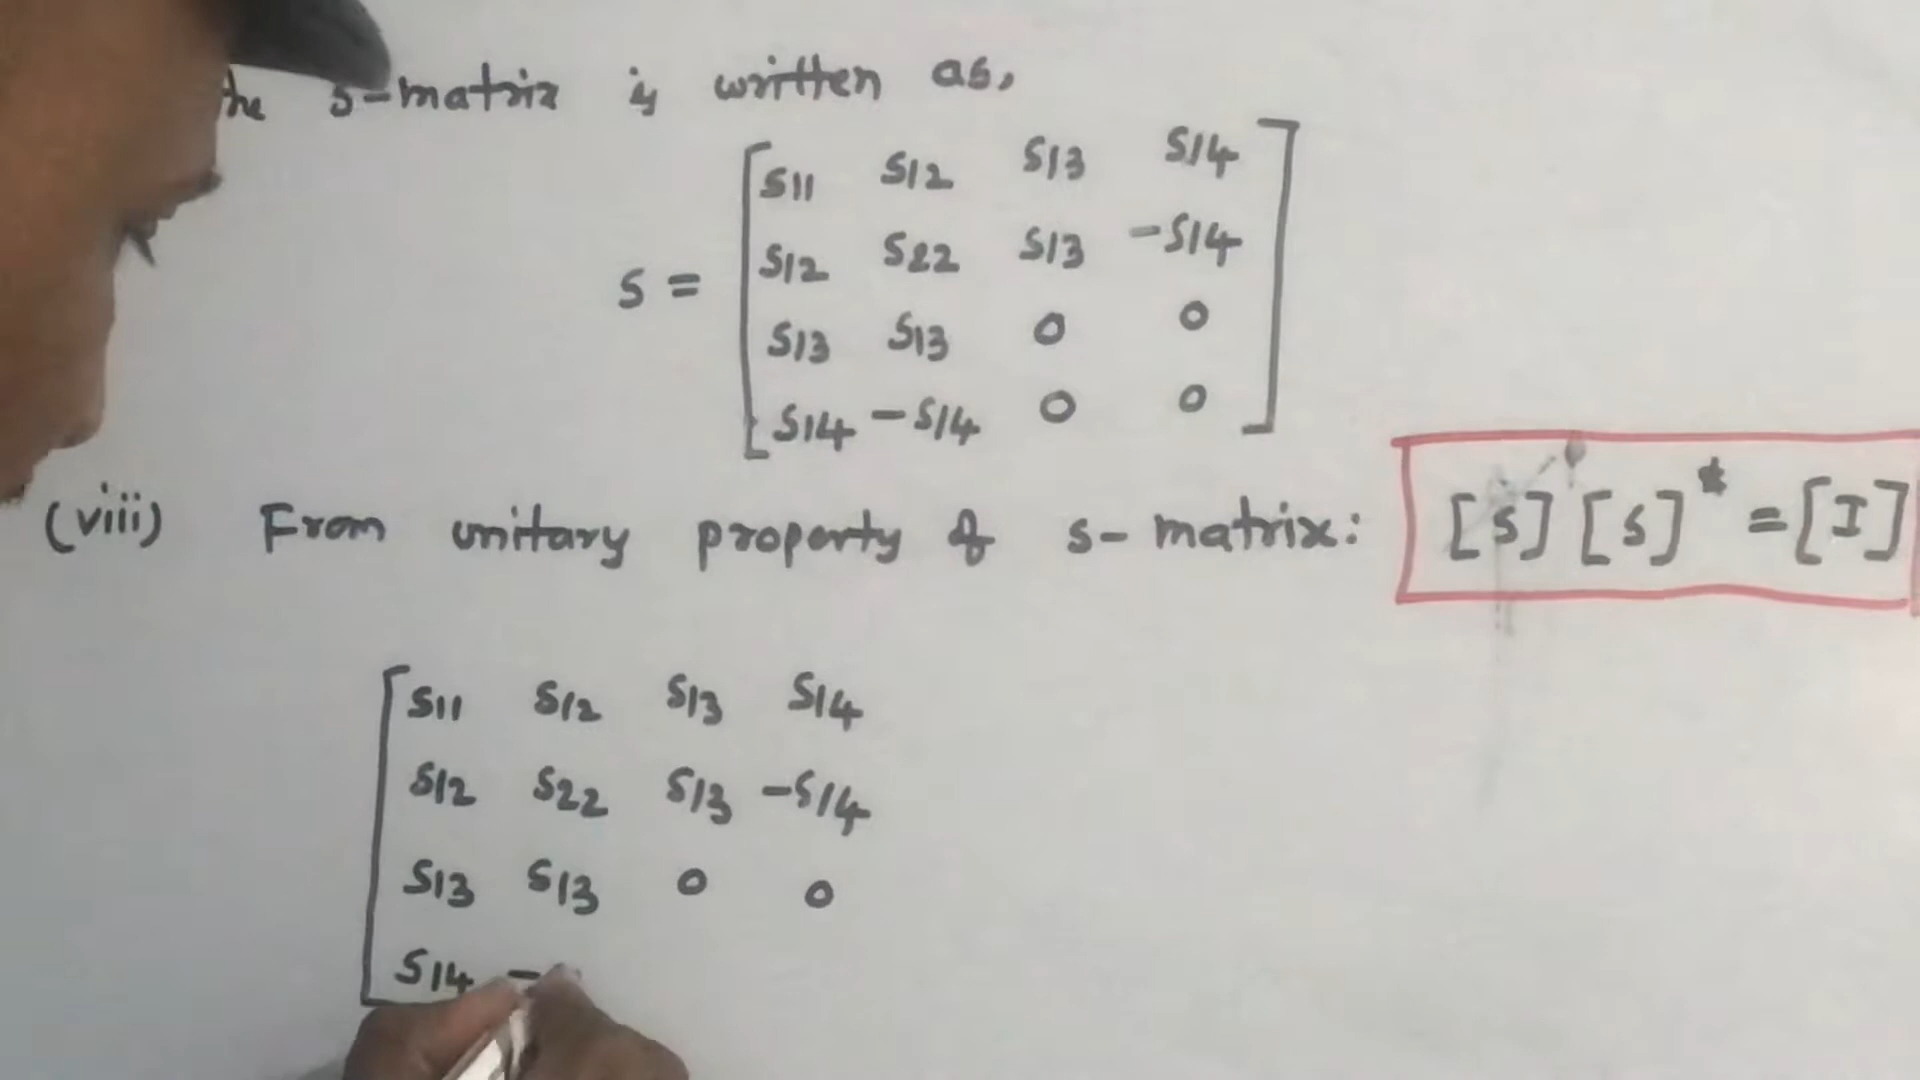 the s-matrix is written as,
S11 S12 S13 S14
S12 S22 S13 -S14
S =
S13 S13 0 0
S14 -S14 0 0
(viii) From unitary property of s-matrix: [S] [S]* = [I]
S11 S12 S13 S14
S12 S22 S13 -S14
S13 S13 0 0
S14 -